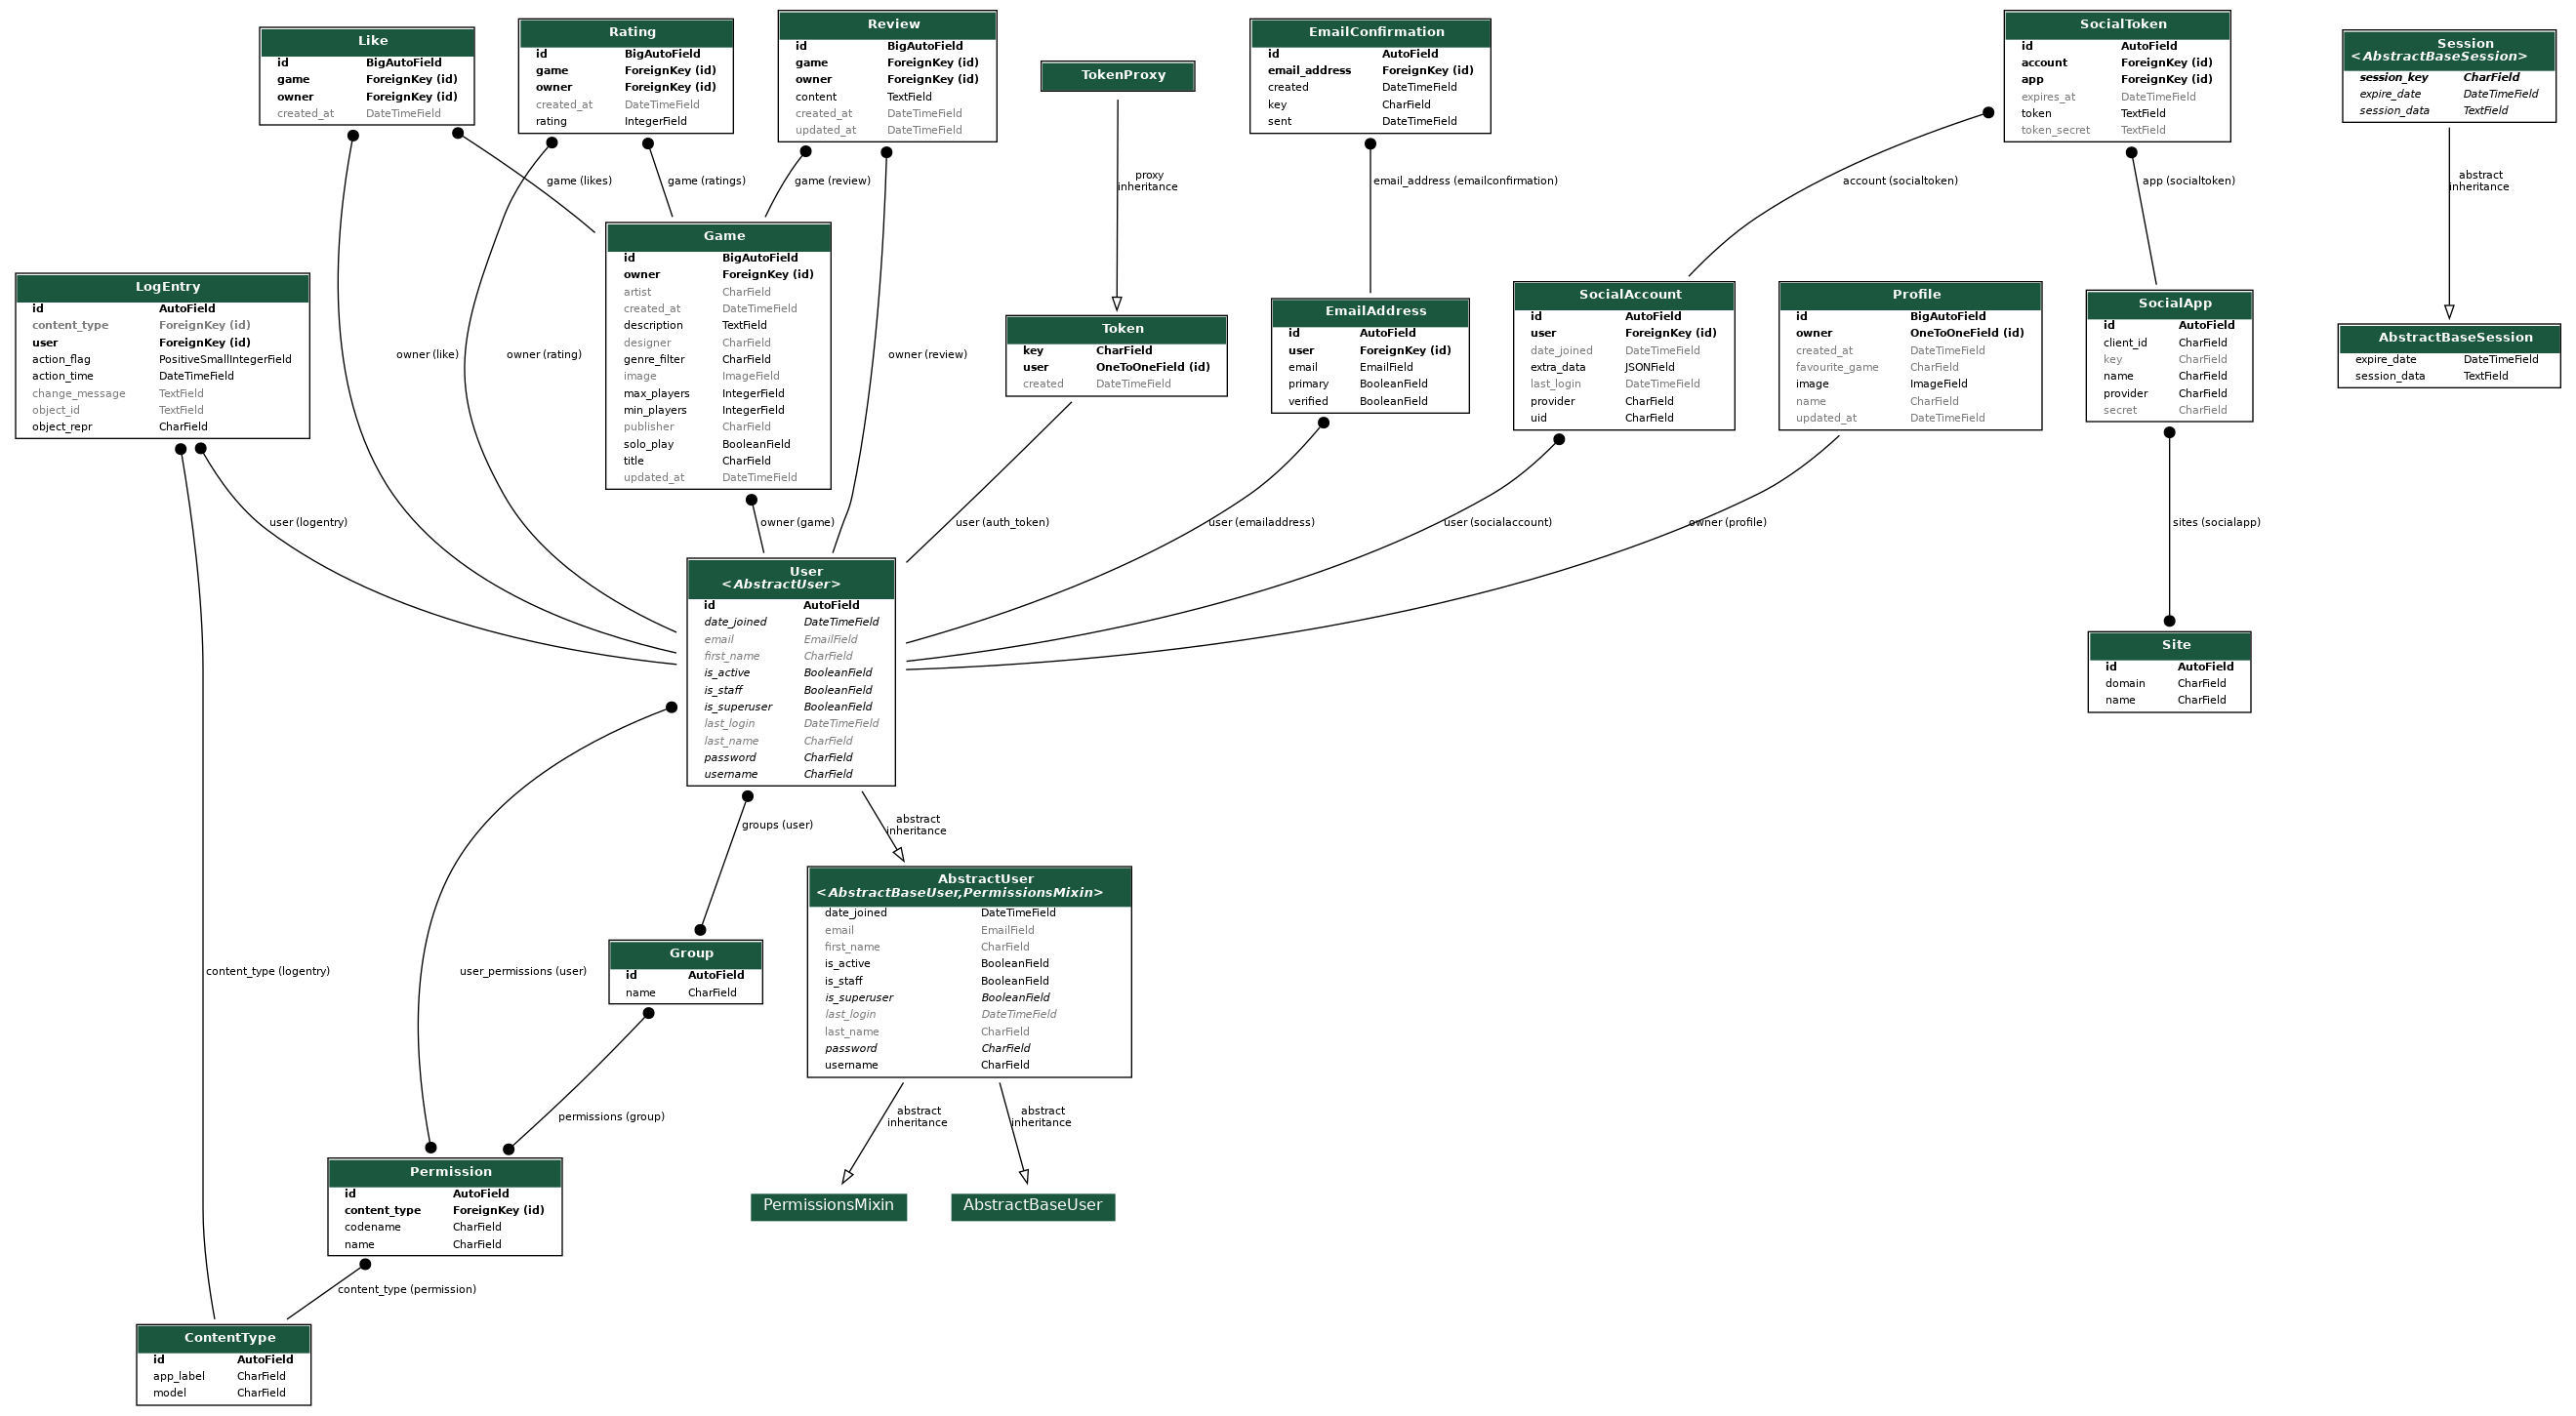 Like
id BigAutoField
game ForeignKey (id)
owner ForeignKey (id)
created_at DateTimeField
Rating
id BigAutoField
game ForeignKey (id)
owner ForeignKey (id)
created_at DateTimeField
rating IntegerField
Review
id BigAutoField
game ForeignKey (id)
owner ForeignKey (id)
content TextField
created_at DateTimeField
updated_at DateTimeField
TokenProxy
EmailConfirmation
id AutoField
email_address ForeignKey (id)
created DateTimeField
key CharField
sent DateTimeField
SocialToken
id AutoField
account ForeignKey (id)
app ForeignKey (id)
expires_at DateTimeField
token TextField
token_secret TextField
Session
<AbstractBaseSession>
session_key CharField
expire_date DateTimeField
session_data TextField
game (likes)
game (ratings)
game (review)
proxy
inheritance
email_address (emailconfirmation)
account (socialtoken)
app (socialtoken)
abstract
inheritance
LogEntry
id AutoField
content_type ForeignKey (id)
user ForeignKey (id)
action_flag PositiveSmallIntegerField
action_time DateTimeField
change_message TextField
object_id TextField
object_repr CharField
owner (like)
owner (rating)
Game
id BigAutoField
owner ForeignKey (id)
artist CharField
created_at DateTimeField
description TextField
designer CharField
genre_filter CharField
image ImageField
max_players IntegerField
min_players IntegerField
publisher CharField
solo_play BooleanField
title CharField
updated_at DateTimeField
owner (review)
Token
key CharField
user OneToOneField (id)
created DateTimeField
EmailAddress
id AutoField
user ForeignKey (id)
email EmailField
primary BooleanField
verified BooleanField
SocialAccount
id AutoField
user ForeignKey (id)
date_joined DateTimeField
extra_data JSONField
last_login DateTimeField
provider CharField
uid CharField
Profile
id BigAutoField
owner OneToOneField (id)
created_at DateTimeField
favourite_game CharField
image ImageField
name CharField
updated_at DateTimeField
SocialApp
id AutoField
client_id CharField
key CharField
name CharField
provider CharField
secret CharField
AbstractBaseSession
expire_date DateTimeField
session_data TextField
user (logentry)
owner (game)
user (auth_token)
user (emailaddress)
user (socialaccount)
owner (profile)
sites (socialapp)
User
<AbstractUser>
id AutoField
date_joined DateTimeField
email EmailField
first_name CharField
is_active BooleanField
is_staff BooleanField
is_superuser BooleanField
last_login DateTimeField
last_name CharField
password CharField
username CharField
Site
id AutoField
domain CharField
name CharField
groups (user)
abstract
inheritance
content_type (logentry)
user_permissions (user)
Group
id AutoField
name CharField
AbstractUser
<AbstractBaseUser,PermissionsMixin>
date_joined DateTimeField
email EmailField
first_name CharField
is_active BooleanField
is_staff BooleanField
is_superuser BooleanField
last_login DateTimeField
last_name CharField
password CharField
username CharField
permissions (group)
abstract
inheritance
abstract
inheritance
Permission
id AutoField
content_type ForeignKey (id)
codename CharField
name CharField
PermissionsMixin
AbstractBaseUser
content_type (permission)
ContentType
id AutoField
app_label CharField
model CharField